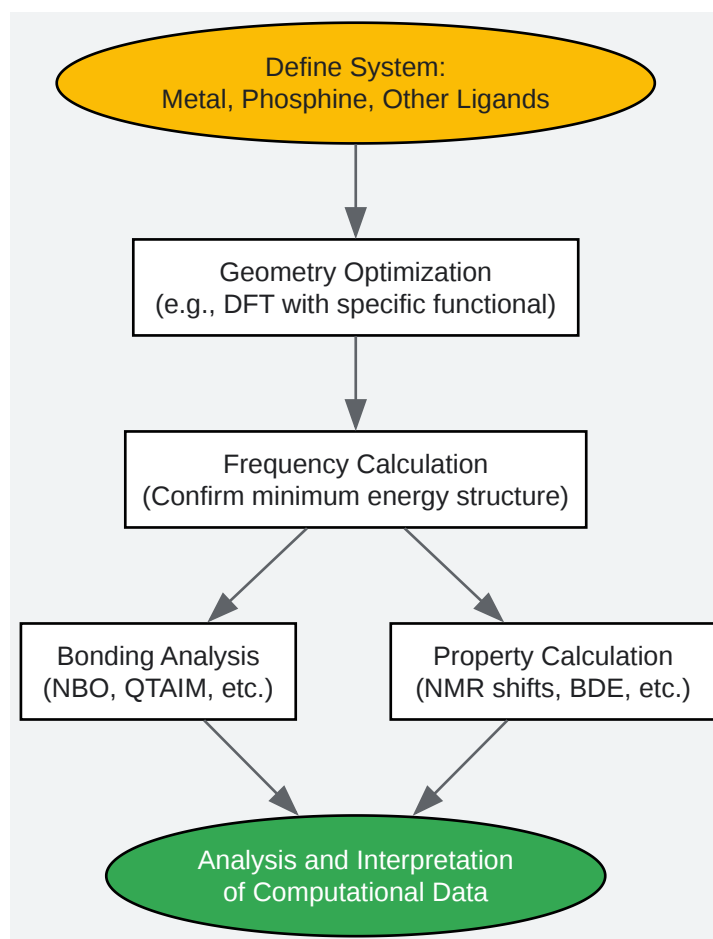 Define System:
Metal, Phosphine, Other Ligands
Geometry Optimization
(e.g., DFT with specific functional)
Frequency Calculation
(Confirm minimum energy structure)
Bonding Analysis
(NBO, QTAIM, etc.)
Property Calculation
(NMR shifts, BDE, etc.)
Analysis and Interpretation
of Computational Data